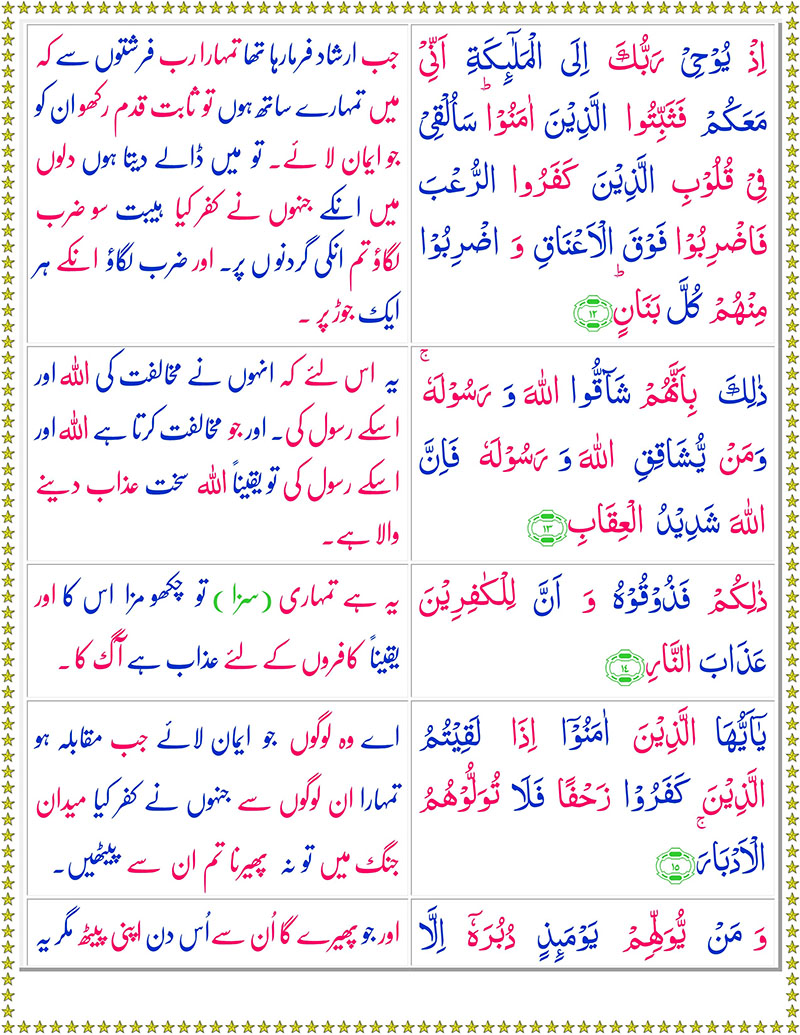 اِذْ يُوْحِيْ رَبُّكَ اِلَى الْمَلٰٓئِكَةِ اَنِّيْ
مَعَكُمْ فَثَبِّتُوا الَّذِيْنَ اٰمَنُوْا ؕ سَاُلْقِيْ
فِيْ قُلُوْبِ الَّذِيْنَ كَفَرُوا الرُّعْبَ
فَاضْرِبُوْا فَوْقَ الْاَعْنَاقِ وَ اضْرِبُوْا
مِنْهُمْ كُلَّ بَنَانٍ ؕ ۱۲
جب ارشاد فرما رہا تھا تمہارا رب فرشتوں سے کہ
میں تمہارے ساتھ ہوں تو ثابت قدم رکھو ان کو
جو ایمان لائے۔ تو میں ڈالے دیتا ہوں دلوں
میں انکے جنہوں نے کفر کیا ہیبت سو ضرب
لگاؤ تم انکی گردنوں پر۔ اور ضرب لگاؤ انکے ہر
ایک جوڑ پر ۔
ذٰلِكَ بِاَنَّهُمْ شَآقُّوا اللهَ وَ رَسُوْلَهٗ ۚ
وَمَنْ يُّشَاقِقِ اللهَ وَ رَسُوْلَهٗ فَاِنَّ
اللهَ شَدِيْدُ الْعِقَابِ ۱۳
یہ اس لئے کہ انہوں نے مخالفت کی اللہ اور
اسکے رسول کی۔ اور جو مخالفت کرتا ہے اللہ اور
اسکے رسول کی تو یقیناً اللہ سخت عذاب دینے
والا ہے۔
ذٰلِكُمْ فَذُوْقُوْهُ وَ اَنَّ لِلْكٰفِرِيْنَ
عَذَابَ النَّارِ ۱٤
یہ ہے تمہاری (سزا) تو چکھو مزا اس کا اور
یقیناً کافروں کے لئے عذاب ہے آگ کا۔
يٰۤاَيُّهَا الَّذِيْنَ اٰمَنُوْۤا اِذَا لَقِيْتُمُ
الَّذِيْنَ كَفَرُوْا زَحْفًا فَلَا تُوَلُّوْهُمُ
الْاَدْبَارَ ۚ ۱۵
اے وہ لوگوں جو ایمان لائے جب مقابلہ ہو
تمہارا ان لوگوں سے جنہوں نے کفر کیا میدان
جنگ میں تو نہ پھیرنا تم ان سے پیٹھیں۔
وَ مَنْ يُّوَلِّهِمْ يَوْمَىِٕذٍ دُبُرَهٗۤ اِلَّا
اور جو پھیرے گا اُن سے اُس دن اپنی پیٹھ مگر یہ